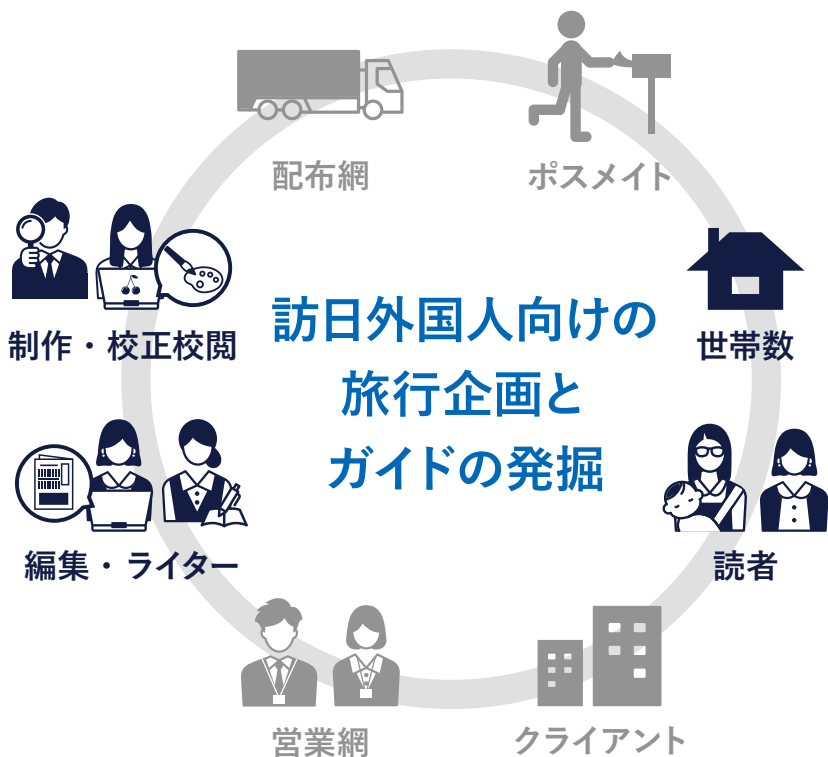 配布網
ポスメイト
制作・校正校閲
世帯数
訪日外国人向けの
旅行企画と
ガイドの発掘
編集・ライター
読者
営業網
クライアント